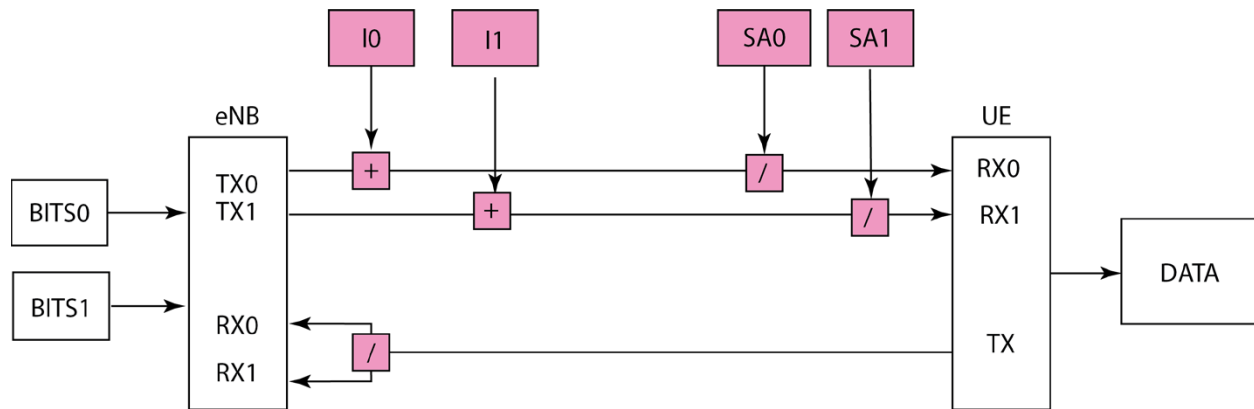 I0
I1
SA0
SA1
eNB
UE
+
/
TX0
RX0
BITS0
TX1
+
/
RX1
DATA
BITS1
RX0
/
TX
RX1